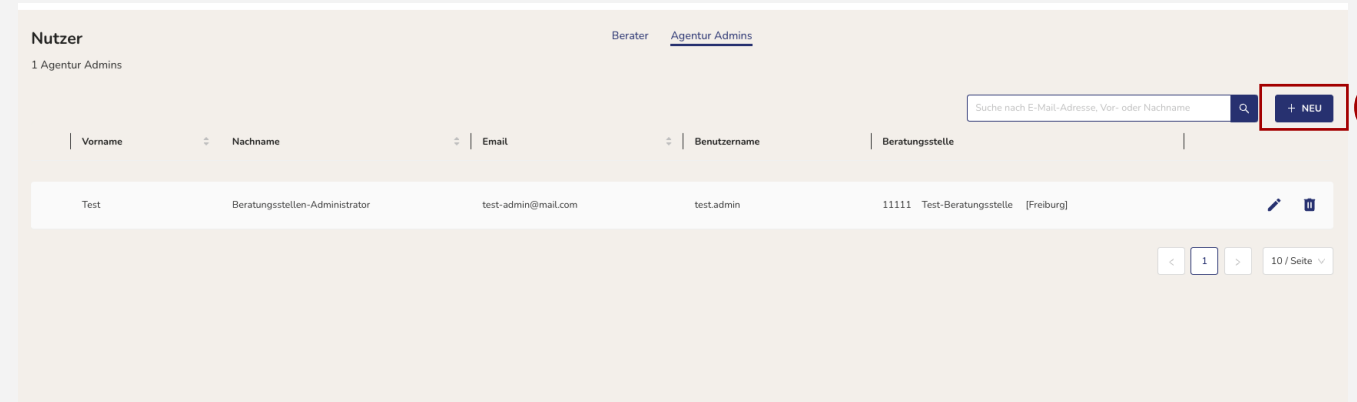 Nutzer
Berater Agentur Admins
1 Agentur Admins
Suche nach E-Mail-Adresse, Vor- oder Nachname
+ NEU
Vorname Nachname Email Benutzername Beratungsstelle
Test Beratungsstellen-Administrator test-admin@mail.com test.admin 11111 Test-Beratungsstelle [Freiburg]
< 1 > 10 / Seite